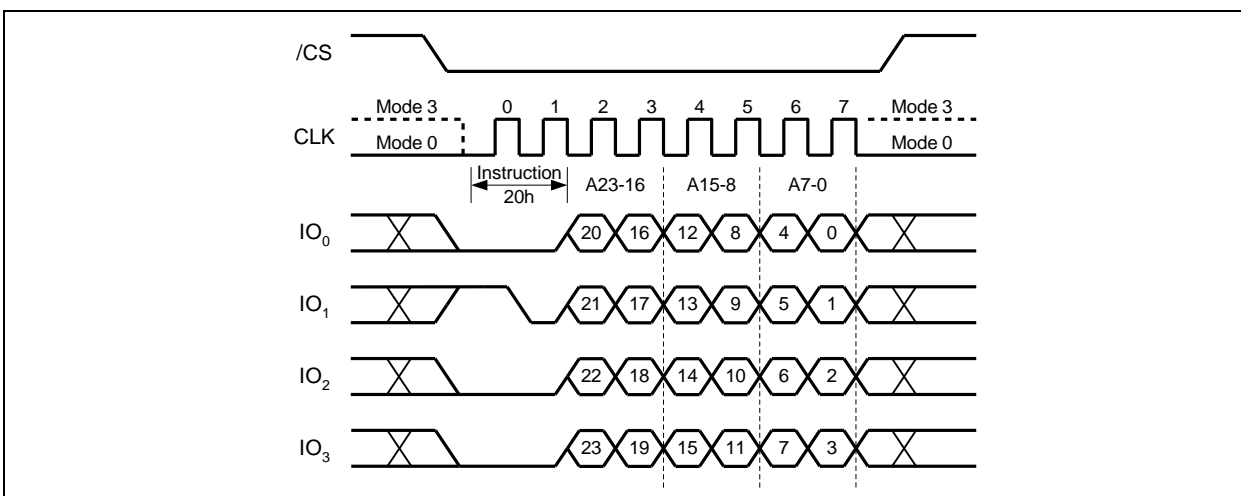 /CS
Mode 3 0 1 2 3 4 5 6 7 Mode 3
CLK
Mode 0 Mode 0
Instruction
20h
A23-16 A15-8 A7-0
IO0 20 16 12 8 4 0
IO1 21 17 13 9 5 1
IO2 22 18 14 10 6 2
IO3 23 19 15 11 7 3